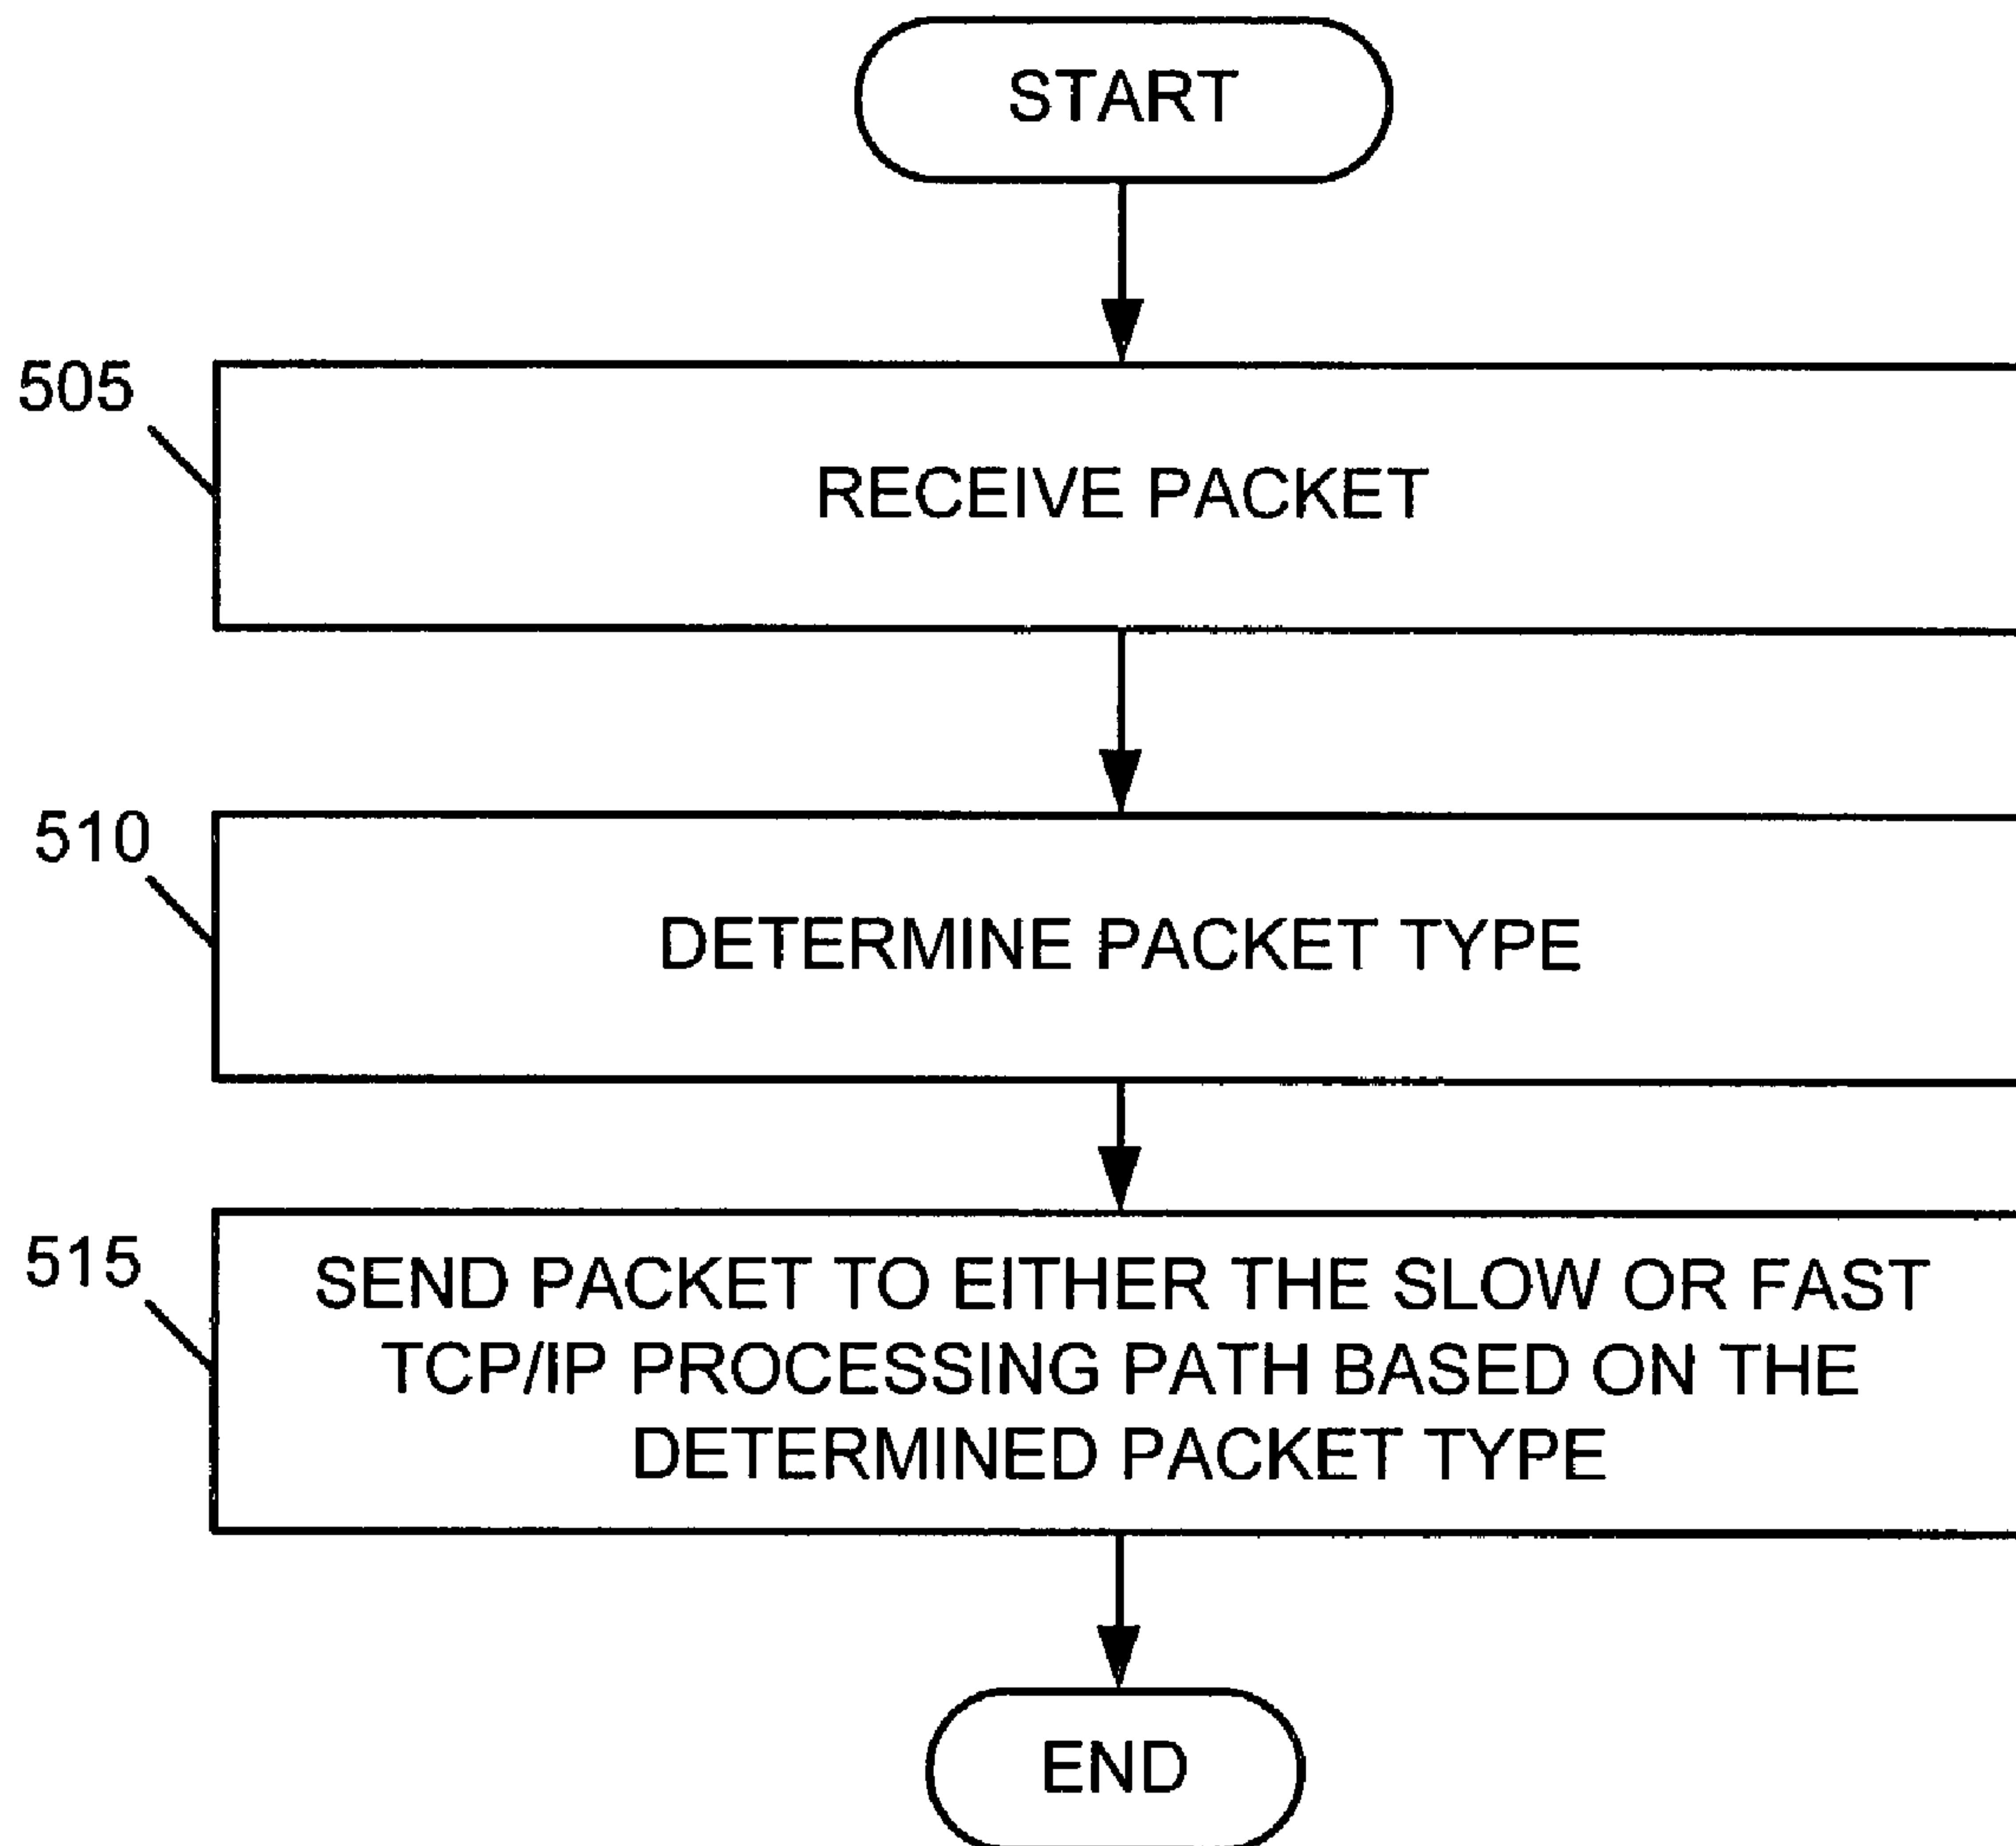 START
505
RECEIVE PACKET
510
DETERMINE PACKET TYPE
515
SEND PACKET TO EITHER THE SLOW OR FAST
TCP/IP PROCESSING PATH BASED ON THE
DETERMINED PACKET TYPE
END